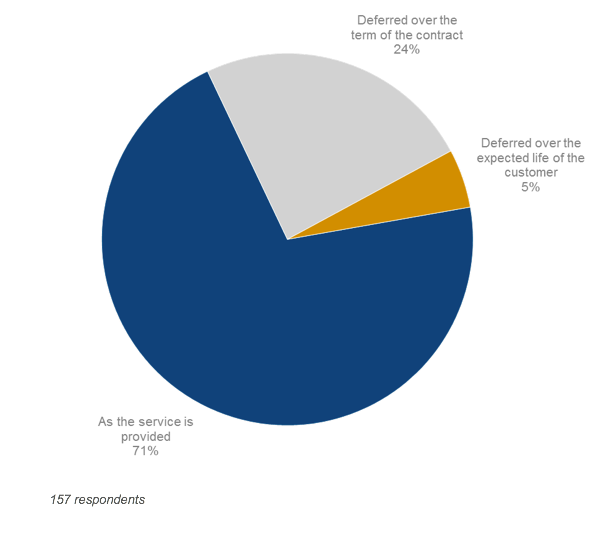 Deferred over the
term of the contract
24%
Deferred over the
expected life of the
customer
5%
As the service is
provided
71%
157 respondents